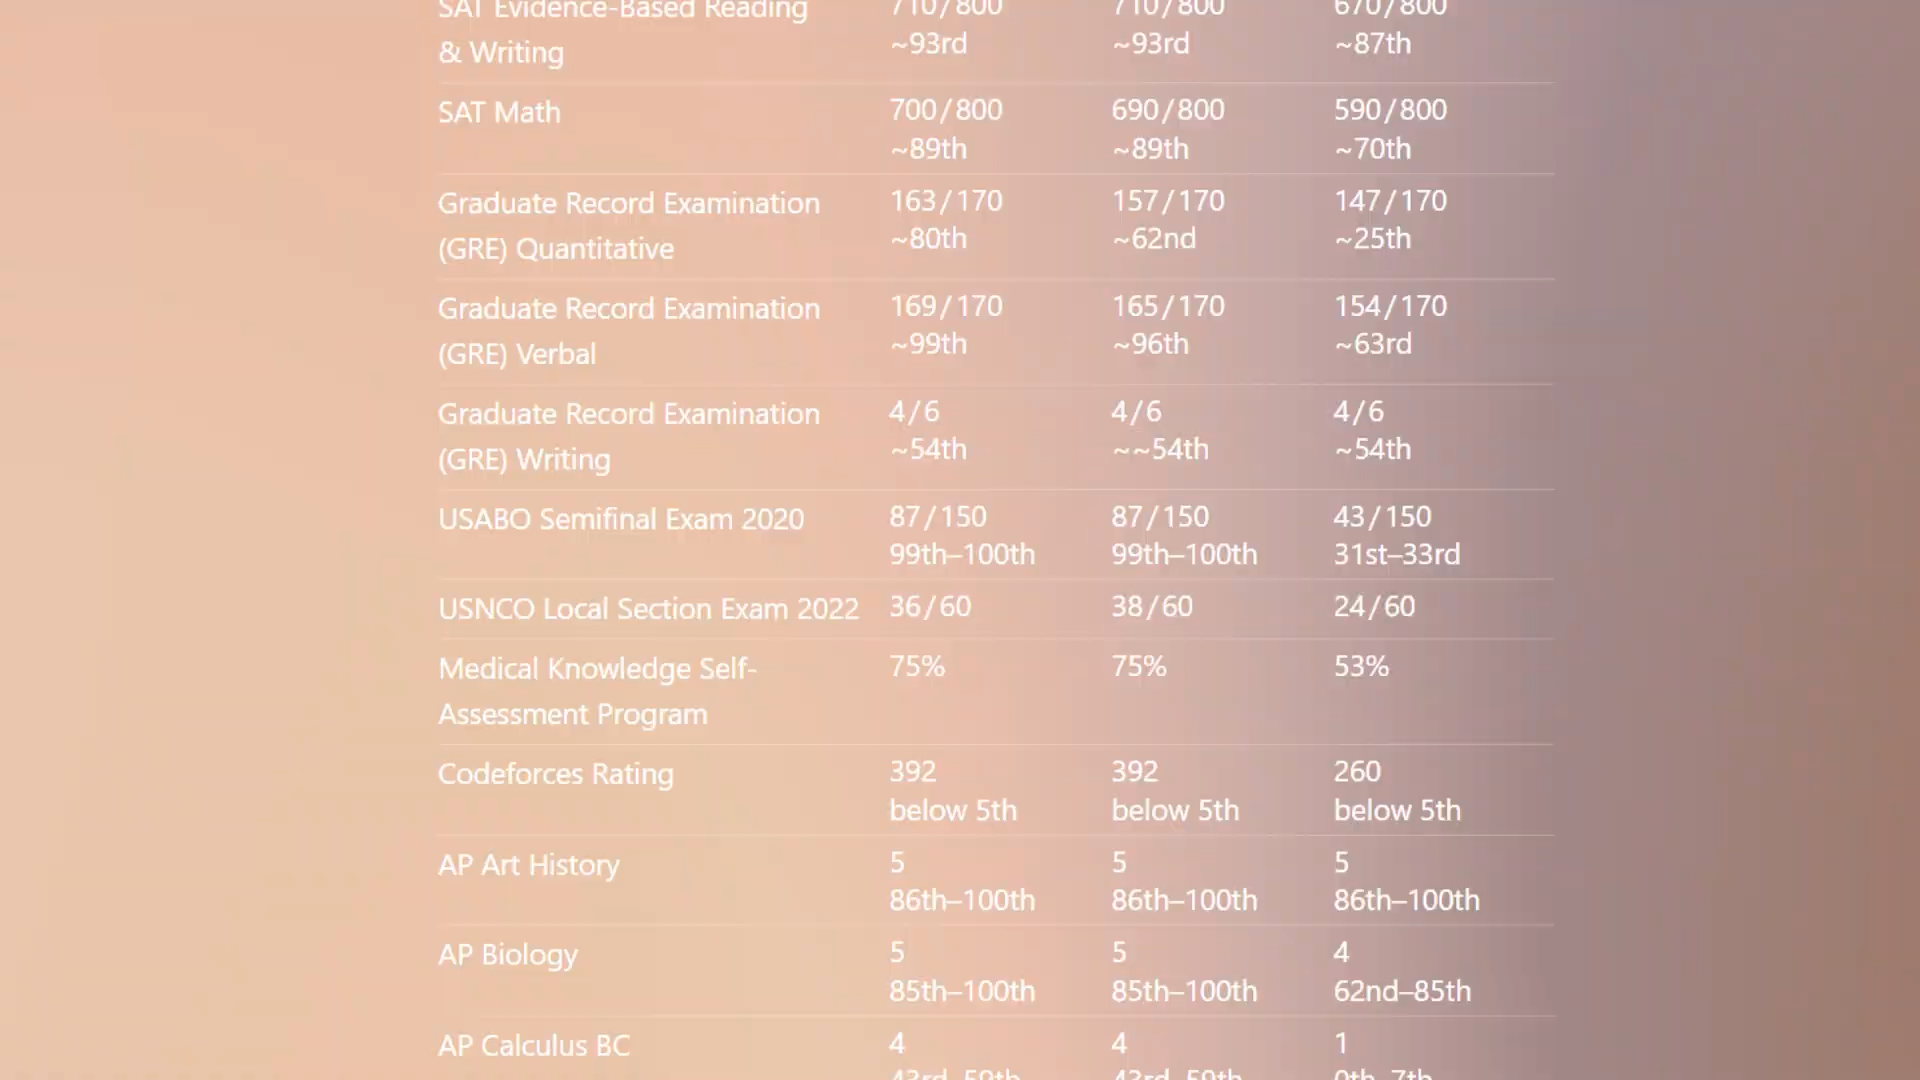 SAT Evidence-Based Reading 710/800 710/800 670/800
& Writing ~93rd ~93rd ~87th
SAT Math 700/800 690/800 590/800
~89th ~89th ~70th
Graduate Record Examination 163/170 157/170 147/170
(GRE) Quantitative ~80th ~62nd ~25th
Graduate Record Examination 169/170 165/170 154/170
(GRE) Verbal ~99th ~96th ~63rd
Graduate Record Examination 4/6 4/6 4/6
(GRE) Writing ~54th ~~54th ~54th
USABO Semifinal Exam 2020 87/150 87/150 43/150
99th–100th 99th–100th 31st–33rd
USNCO Local Section Exam 2022 36/60 38/60 24/60
Medical Knowledge Self- 75% 75% 53%
Assessment Program
Codeforces Rating 392 392 260
below 5th below 5th below 5th
AP Art History 5 5 5
86th–100th 86th–100th 86th–100th
AP Biology 5 5 4
85th–100th 85th–100th 62nd–85th
AP Calculus BC 4 4 1
43rd–59th 43rd–59th 0th–7th